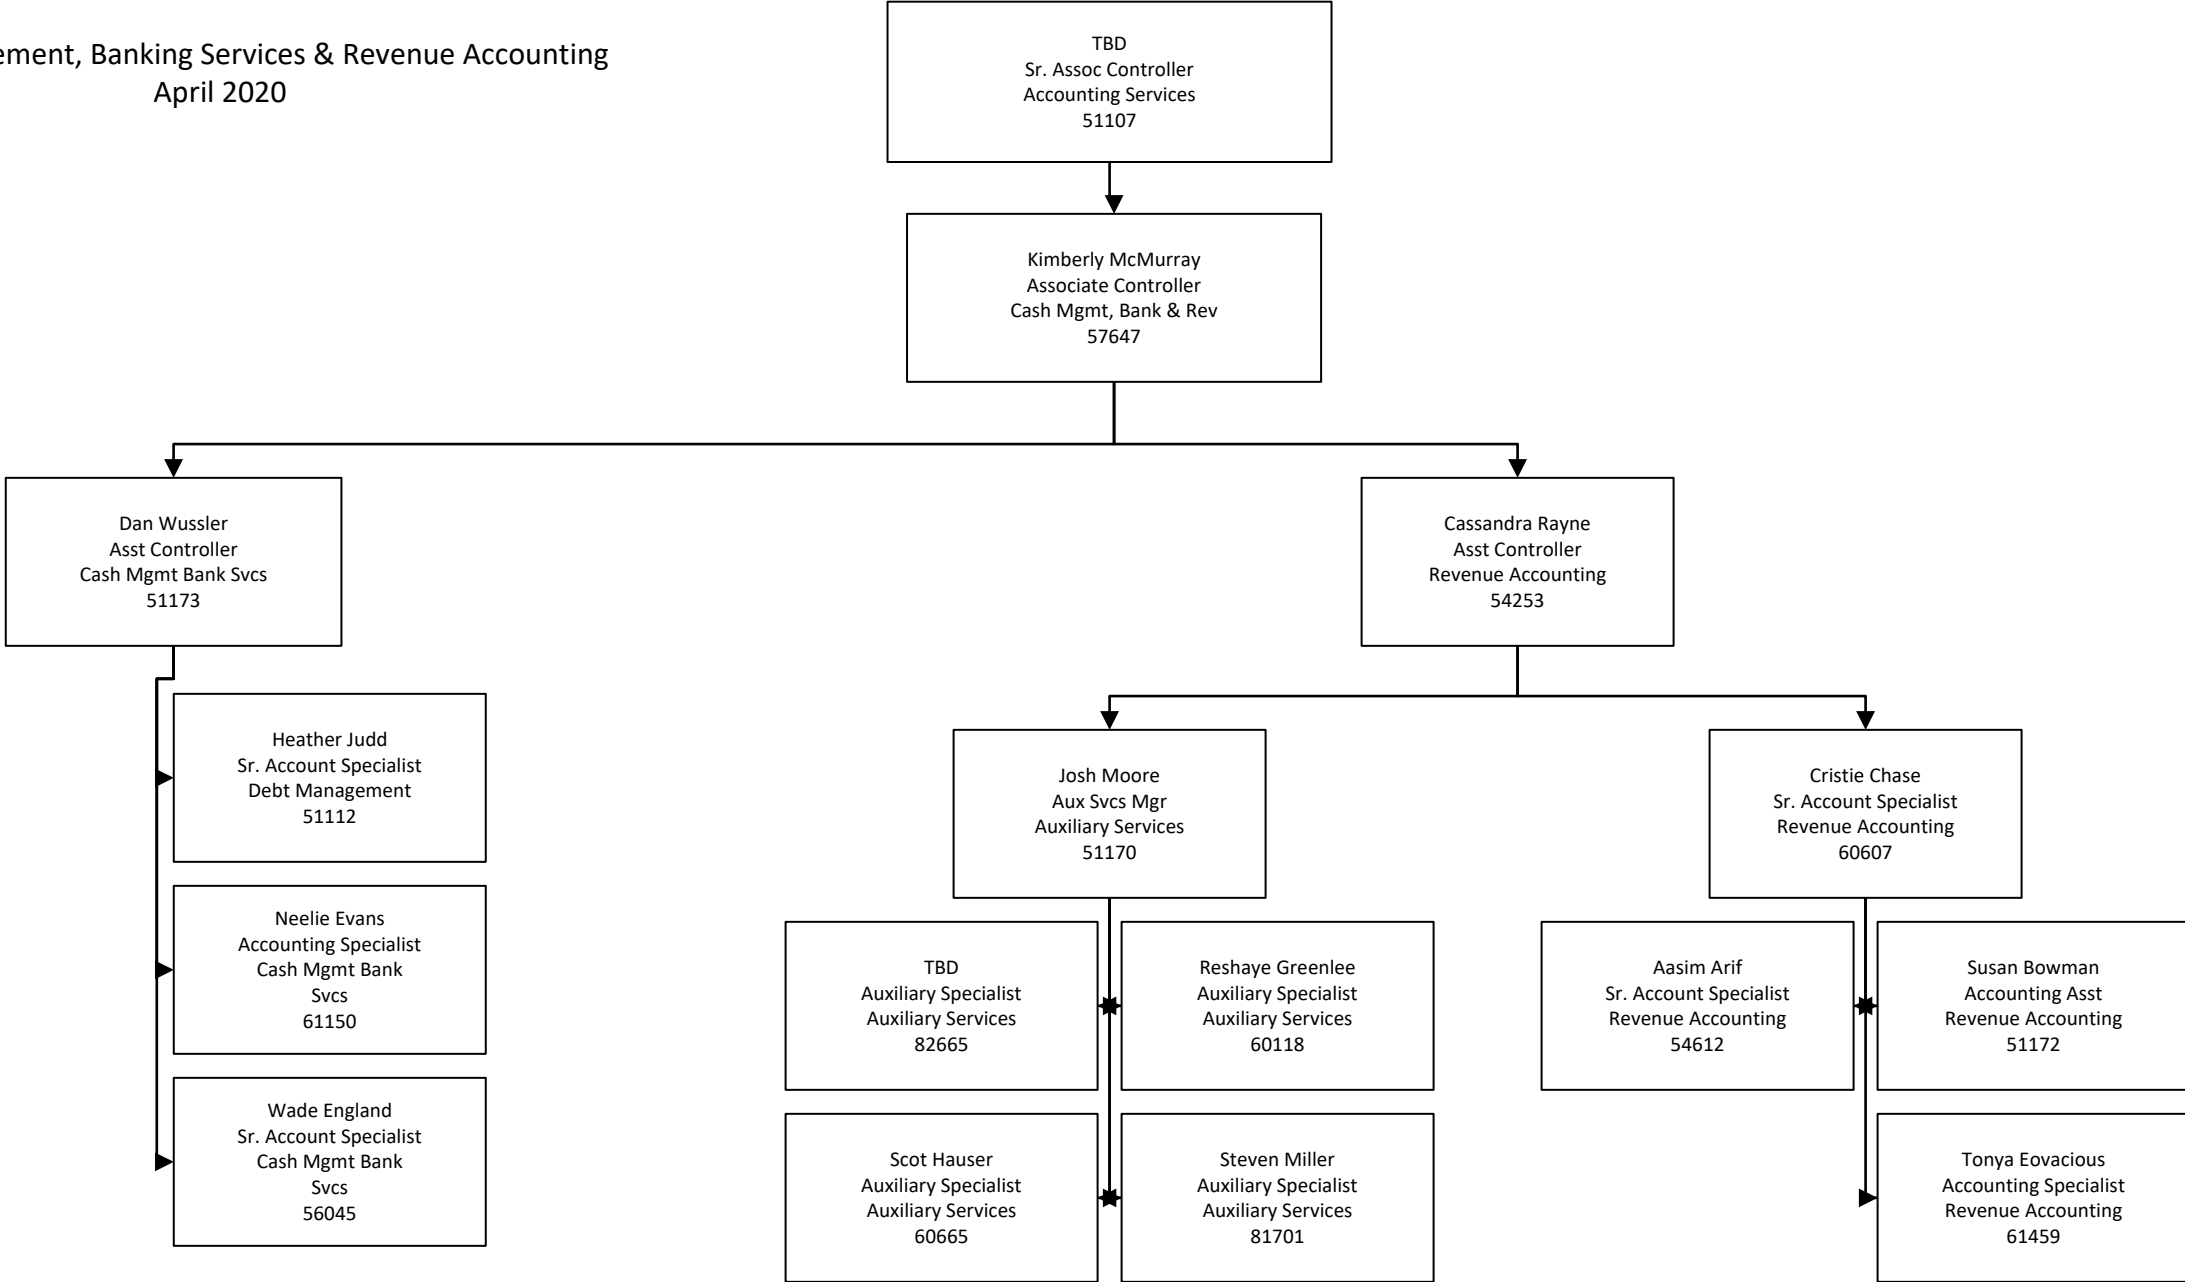 Banking Services & Revenue Accounting
April 2020
TBD
Sr. Assoc Controller
Accounting Services
51107
Kimberly McMurray
Associate Controller
Cash Mgmt, Bank & Rev
57647
Dan Wussler
Asst Controller
Cash Mgmt Bank Svcs
51173
Cassandra Rayne
Asst Controller
Revenue Accounting
54253
Heather Judd
Sr. Account Specialist
Debt Management
51112
Neelie Evans
Accounting Specialist
Cash Mgmt Bank
Svcs
61150
Wade England
Sr. Account Specialist
Cash Mgmt Bank
Svcs
56045
Josh Moore
Aux Svcs Mgr
Auxiliary Services
51170
Cristie Chase
Sr. Account Specialist
Revenue Accounting
60607
TBD
Auxiliary Specialist
Auxiliary Services
82665
Reshaye Greenlee
Auxiliary Specialist
Auxiliary Services
60118
Scot Hauser
Auxiliary Specialist
Auxiliary Services
60665
Steven Miller
Auxiliary Specialist
Auxiliary Services
81701
Aasim Arif
Sr. Account Specialist
Revenue Accounting
54612
Susan Bowman
Accounting Asst
Revenue Accounting
51172
Tonya Eovacious
Accounting Specialist
Revenue Accounting
61459